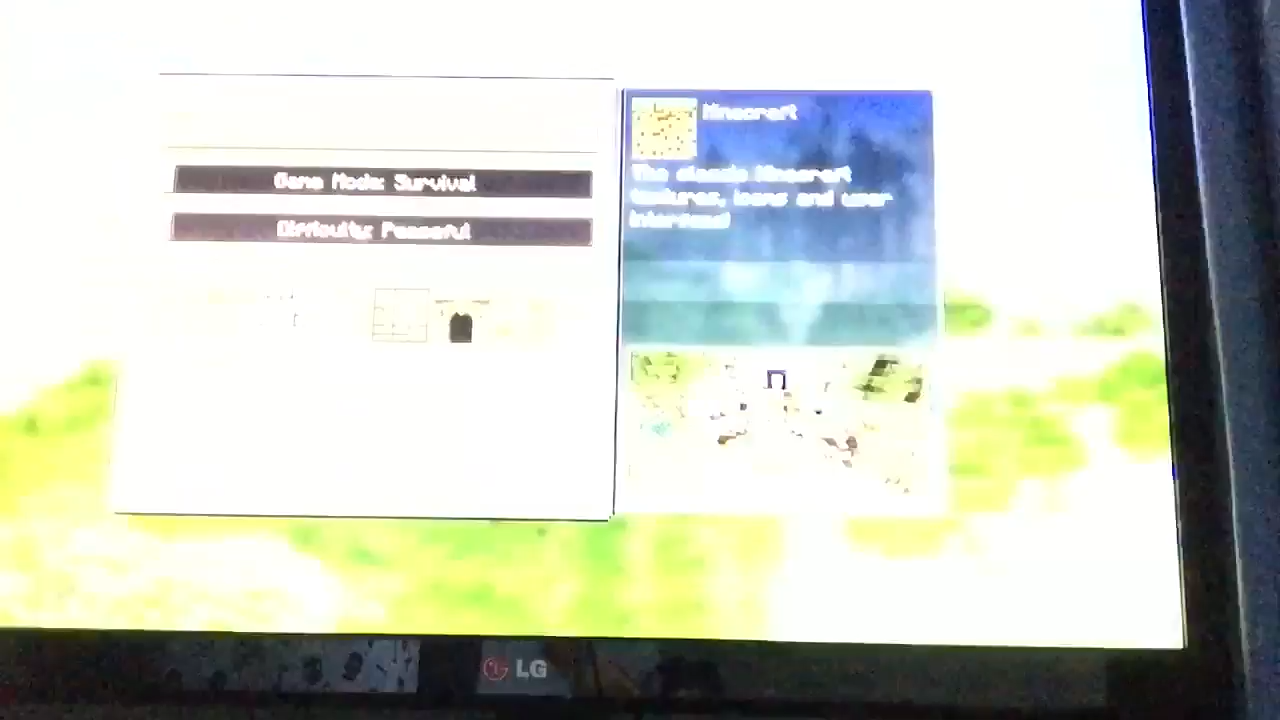 Minecraft
Game Mode: Survival
The classic Minecraft
Difficulty: Peaceful
textures, icons and user
interface!
LG